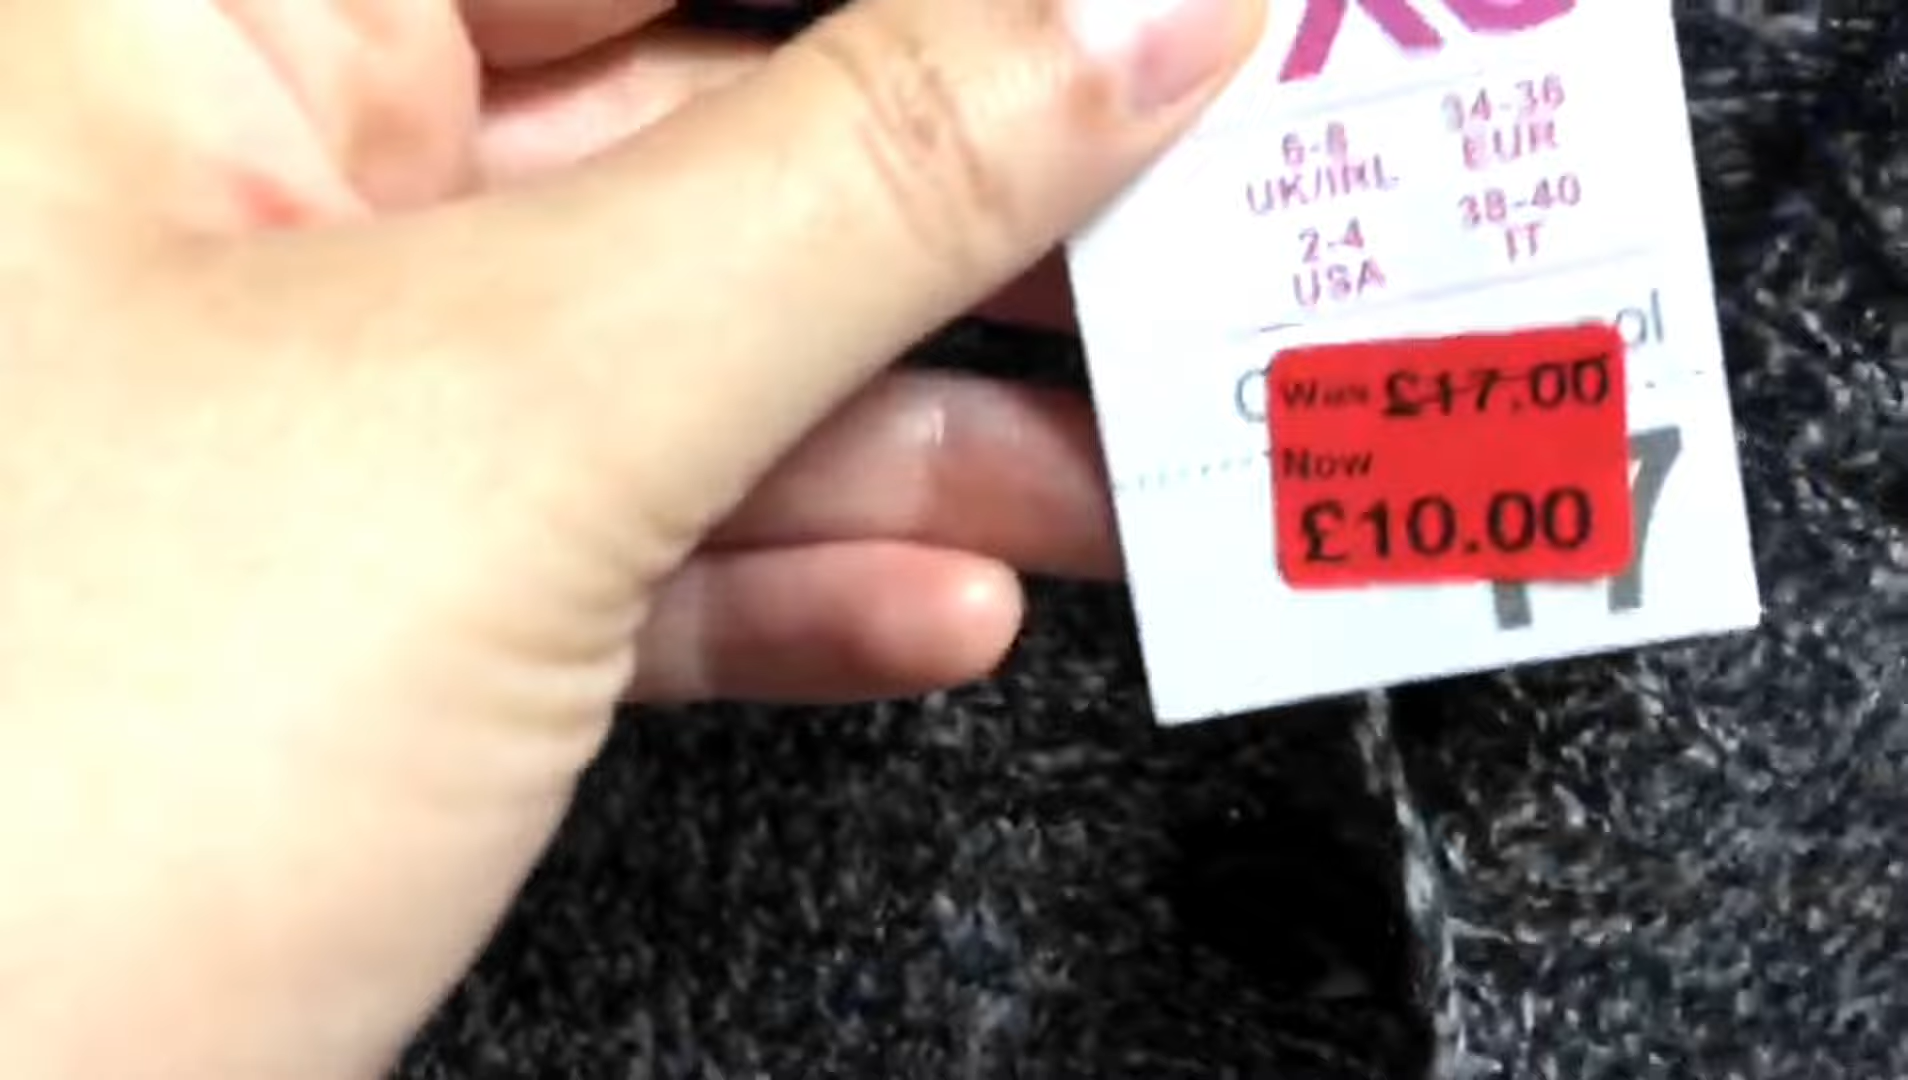 XS
6-8 34-36
UK/IRL EUR
2-4 38-40
USA IT
Was £17.00
Now
£10.00